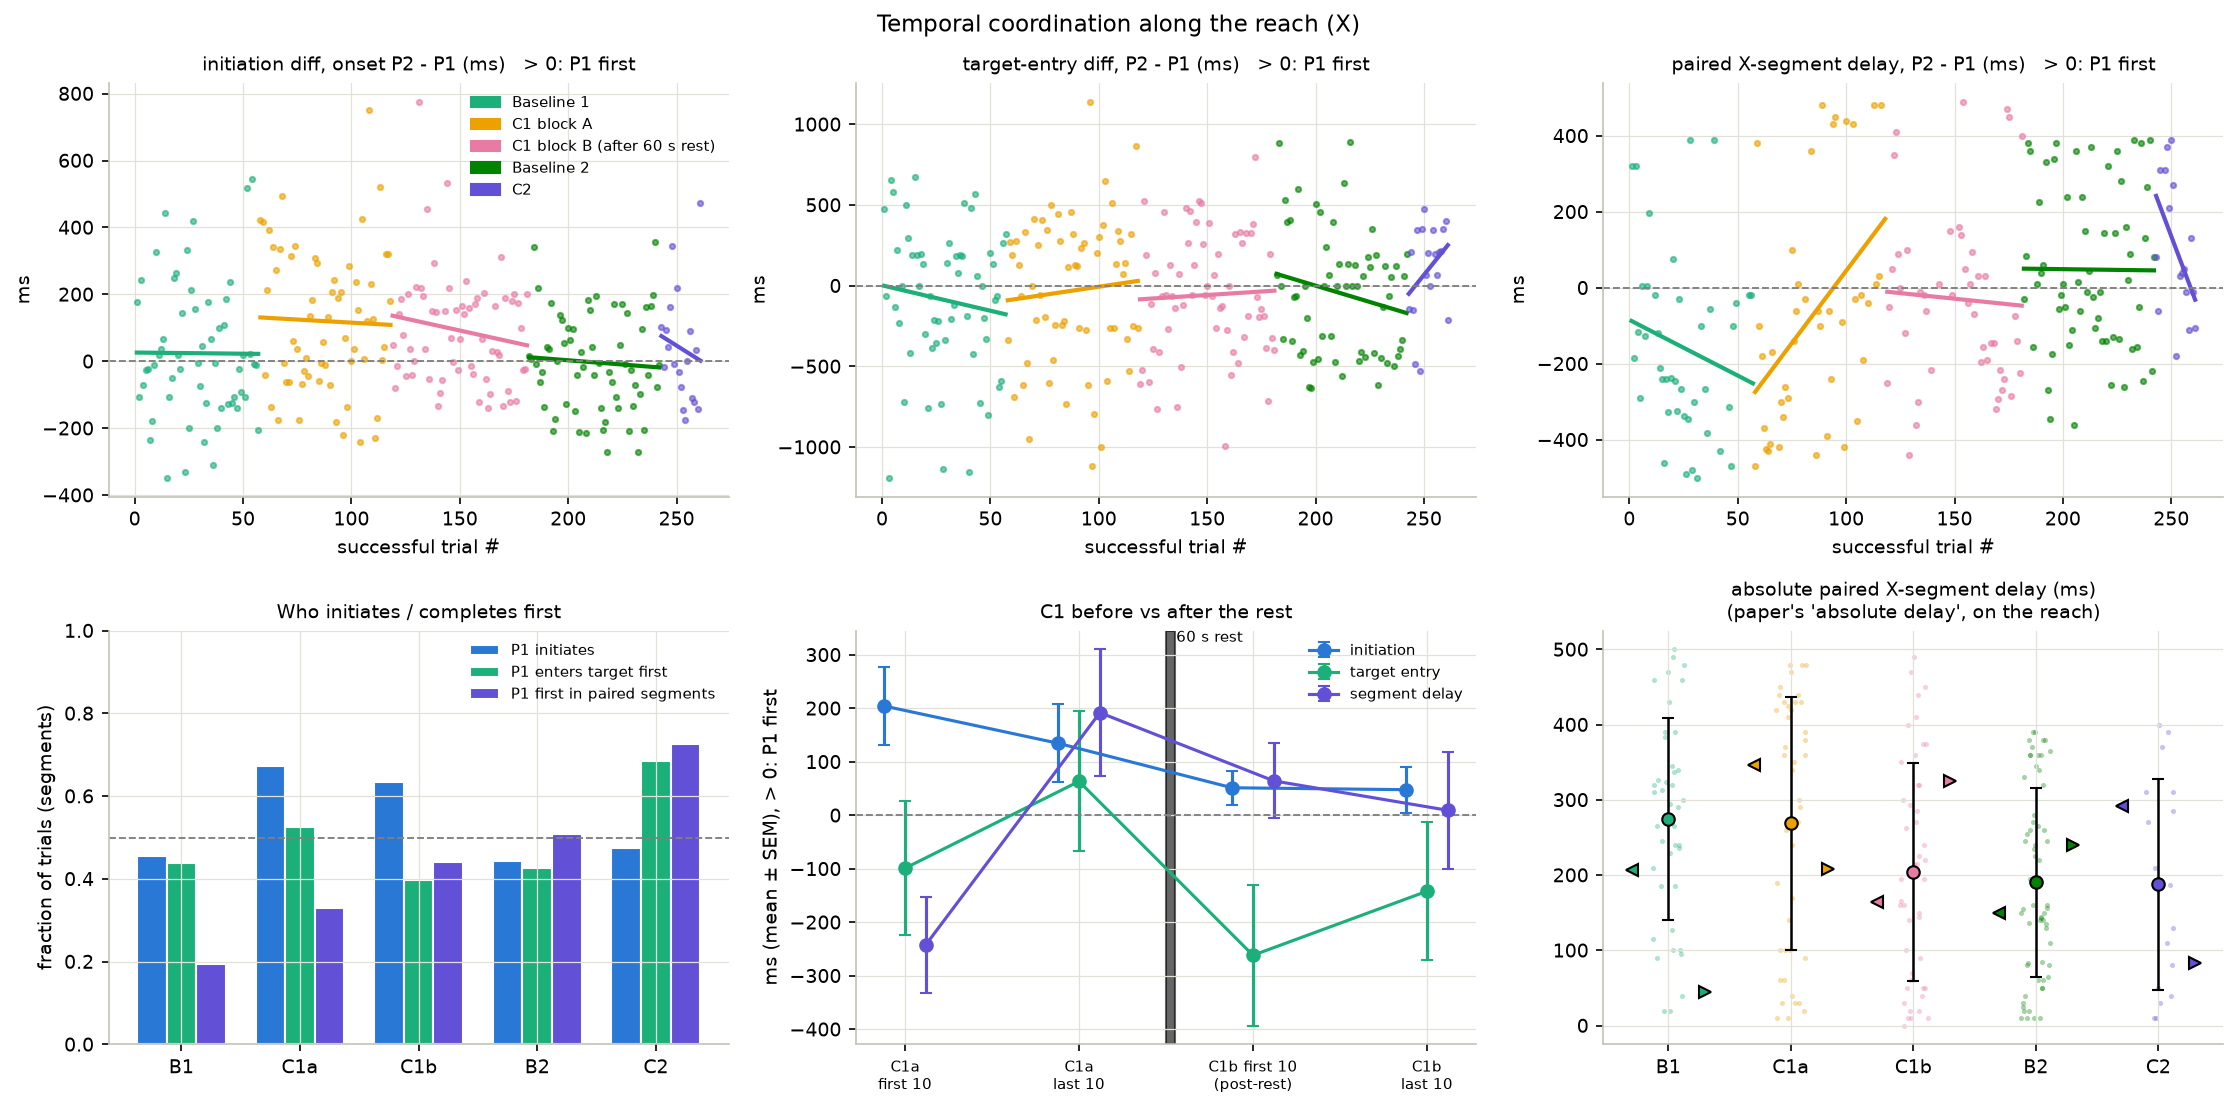 Temporal coordination along the reach (X)
initiation diff, onset P2 - P1 (ms)   > 0: P1 first
800
600
400
200
0
−200
−400
ms
0 50 100 150 200 250
successful trial #
Baseline 1
C1 block A
C1 block B (after 60 s rest)
Baseline 2
C2
target-entry diff, P2 - P1 (ms)   > 0: P1 first
1000
500
0
−500
−1000
ms
0 50 100 150 200 250
successful trial #
paired X-segment delay, P2 - P1 (ms)   > 0: P1 first
400
200
0
−200
−400
ms
0 50 100 150 200 250
successful trial #
Who initiates / completes first
1.0
0.8
0.6
0.4
0.2
0.0
fraction of trials (segments)
B1 C1a C1b B2 C2
P1 initiates
P1 enters target first
P1 first in paired segments
C1 before vs after the rest
300
200
100
0
−100
−200
−300
−400
ms (mean ± SEM), > 0: P1 first
60 s rest
initiation
target entry
segment delay
C1a
first 10
C1a
last 10
C1b first 10
(post-rest)
C1b
last 10
absolute paired X-segment delay (ms)
(paper's 'absolute delay', on the reach)
500
400
300
200
100
0
B1 C1a C1b B2 C2